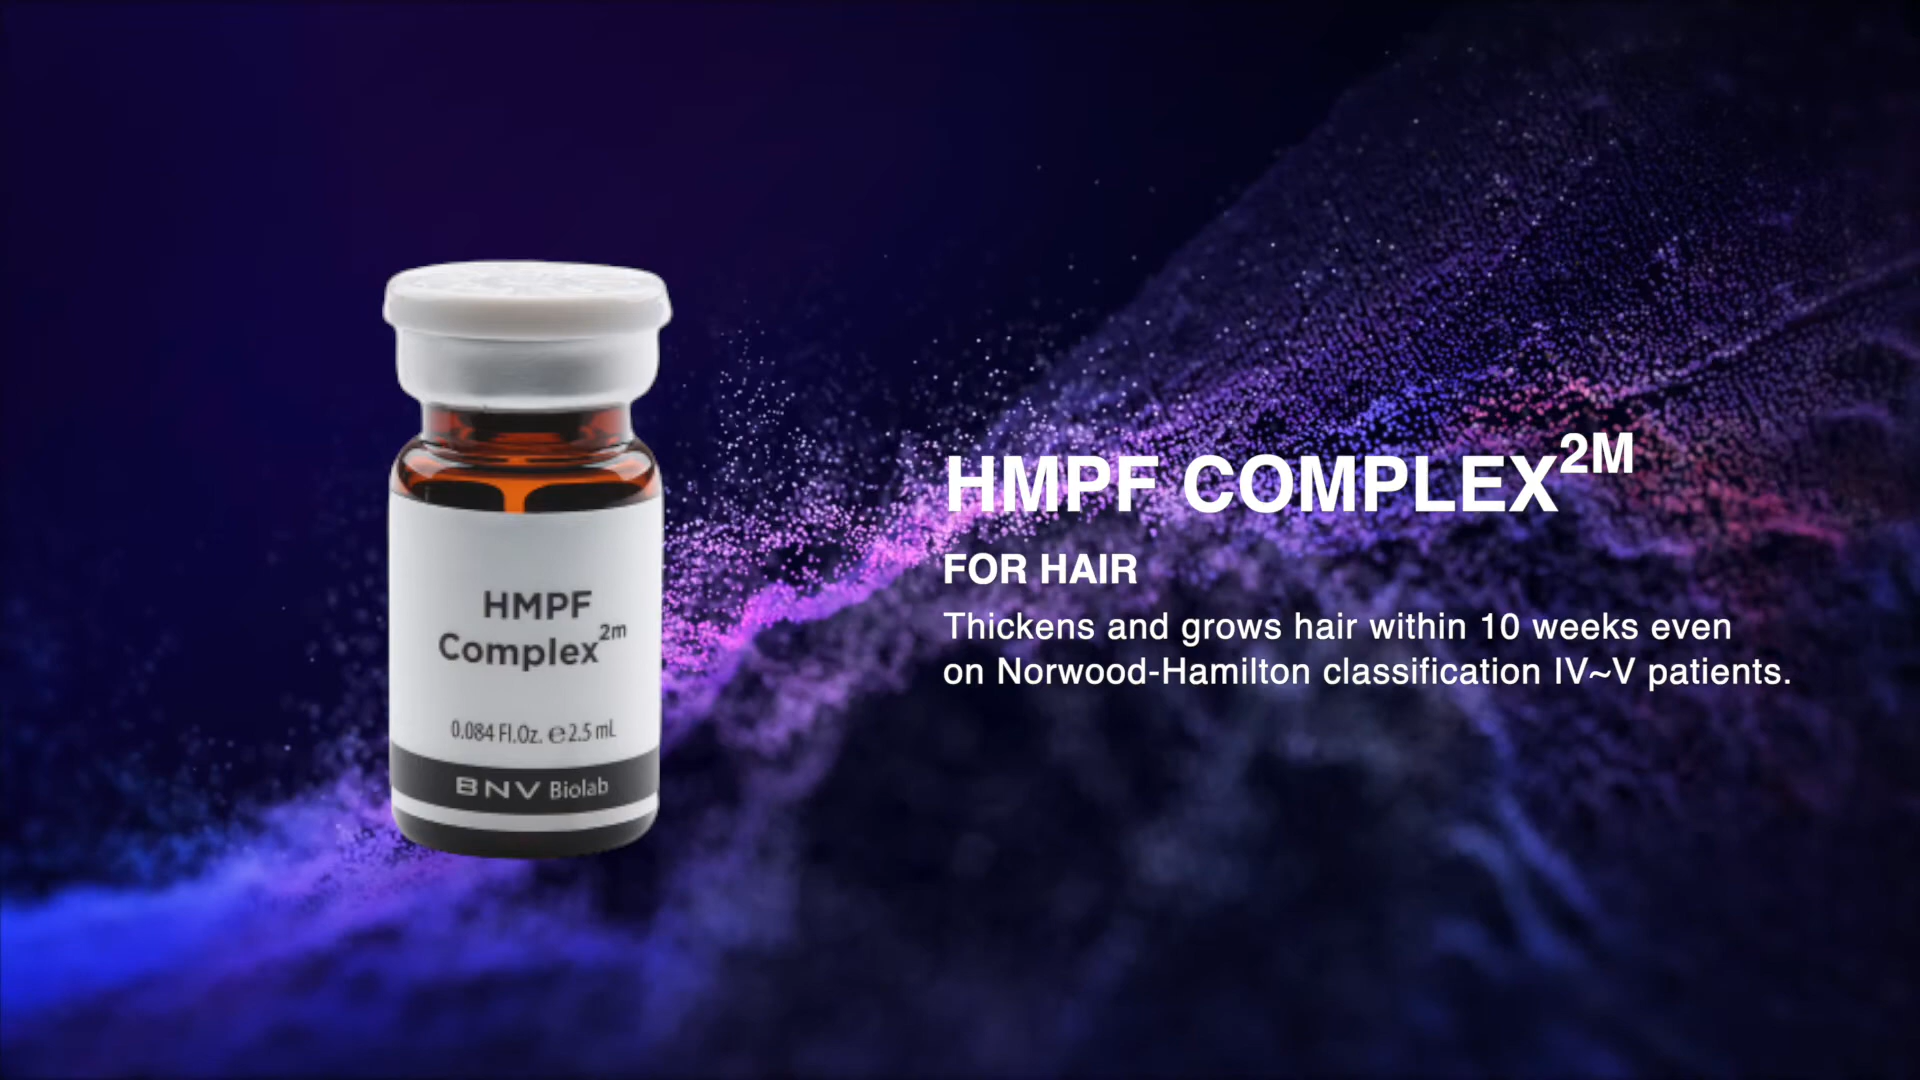 HMPF
Complex2m
0.084 Fl.Oz. ℮ 2.5 mL
BNV Biolab
HMPF COMPLEX2M
FOR HAIR
Thickens and grows hair within 10 weeks even
on Norwood-Hamilton classification IV~V patients.